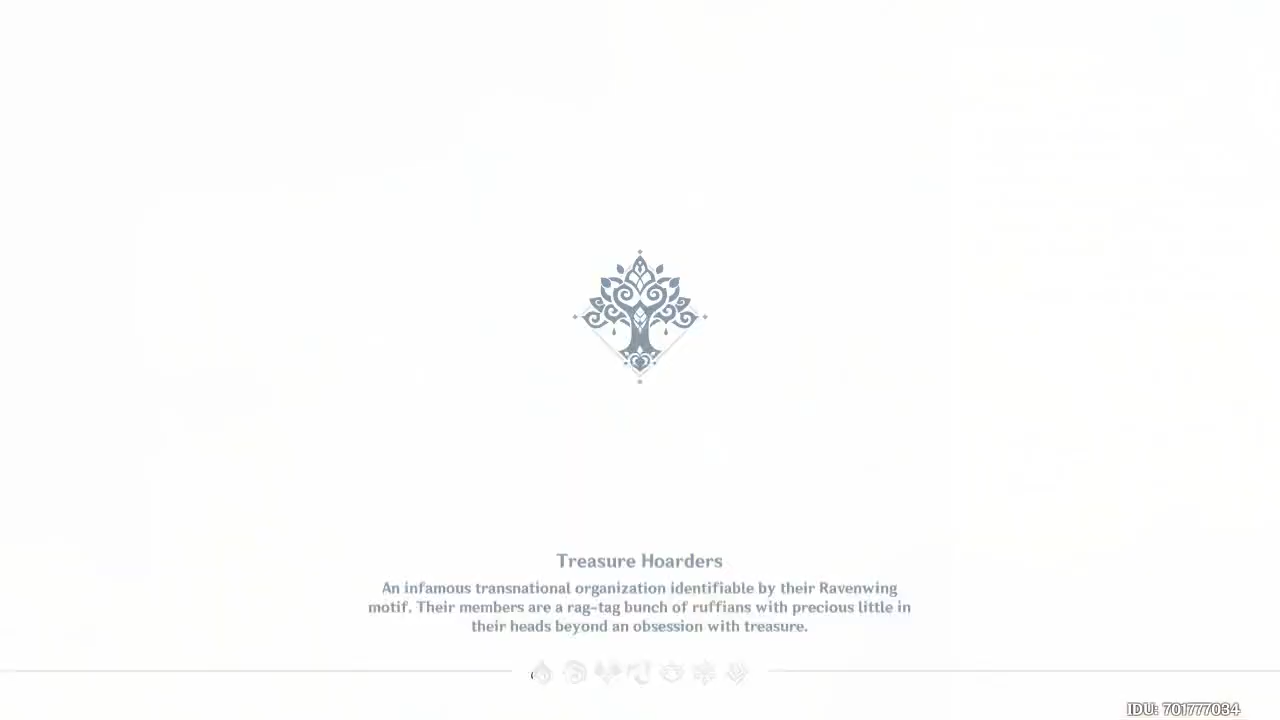 Treasure Hoarders
An infamous transnational organization identifiable by their Ravenwing
motif. Their members are a rag-tag bunch of ruffians with precious little in
their heads beyond an obsession with treasure.
IDU: 701777034